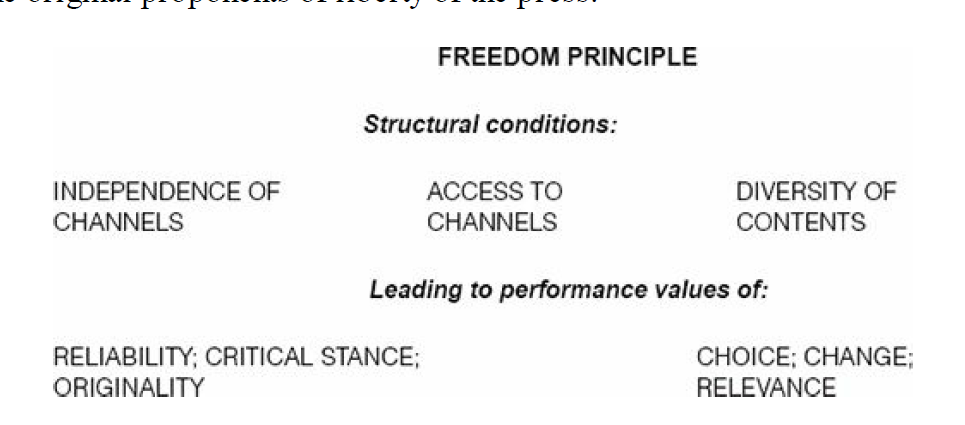 FREEDOM PRINCIPLE
Structural conditions:
INDEPENDENCE OF ACCESS TO DIVERSITY OF
CHANNELS CHANNELS CONTENTS
Leading to performance values of:
RELIABILITY; CRITICAL STANCE; CHOICE; CHANGE;
ORIGINALITY RELEVANCE